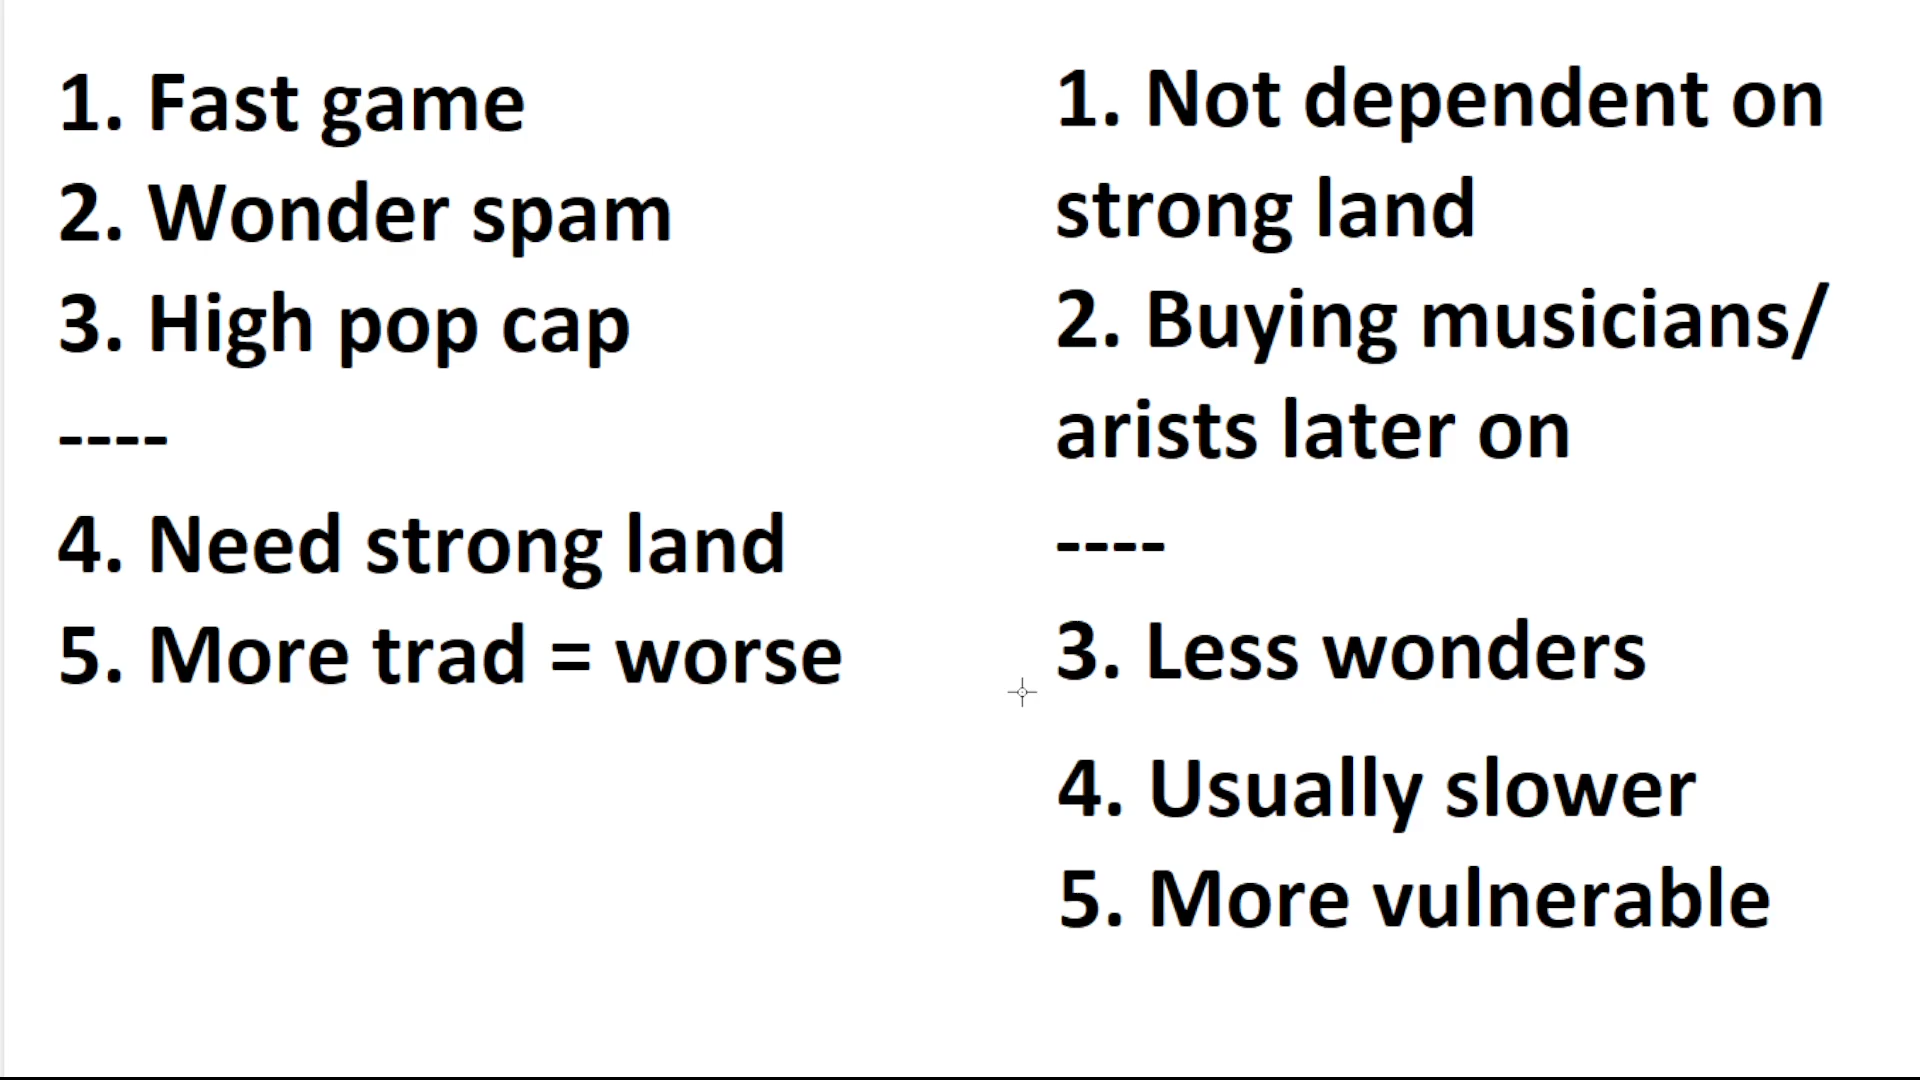 1. Fast game
2. Wonder spam
3. High pop cap
----
4. Need strong land
5. More trad = worse
1. Not dependent on
strong land
2. Buying musicians/
arists later on
----
3. Less wonders
4. Usually slower
5. More vulnerable